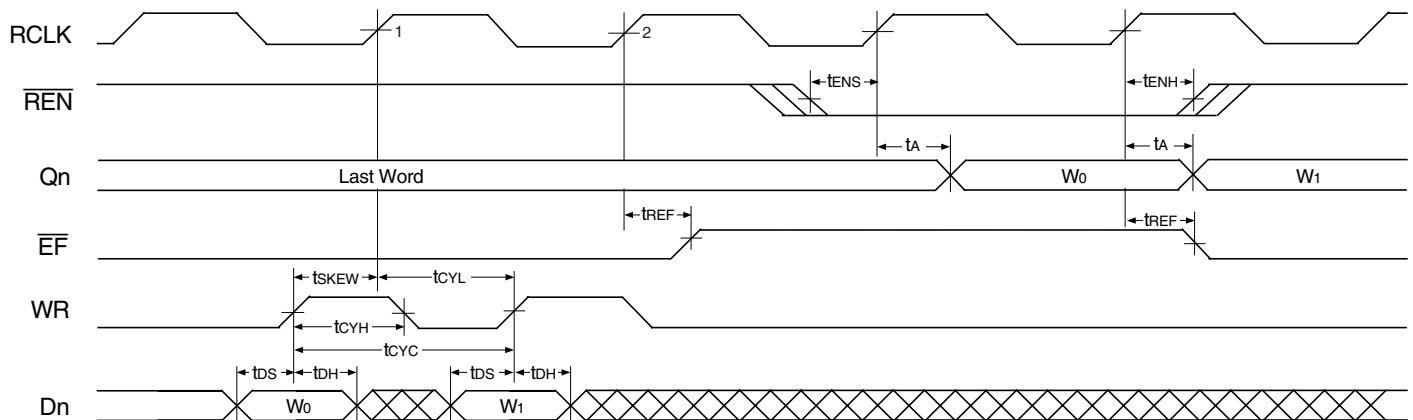 RCLK 1 2
REN tENS tENH
tA tA
Qn Last Word W0 W1
tREF tREF
EF
tSKEW tCYL
WR
tCYH
tCYC
tDS tDH tDS tDH
Dn W0 W1